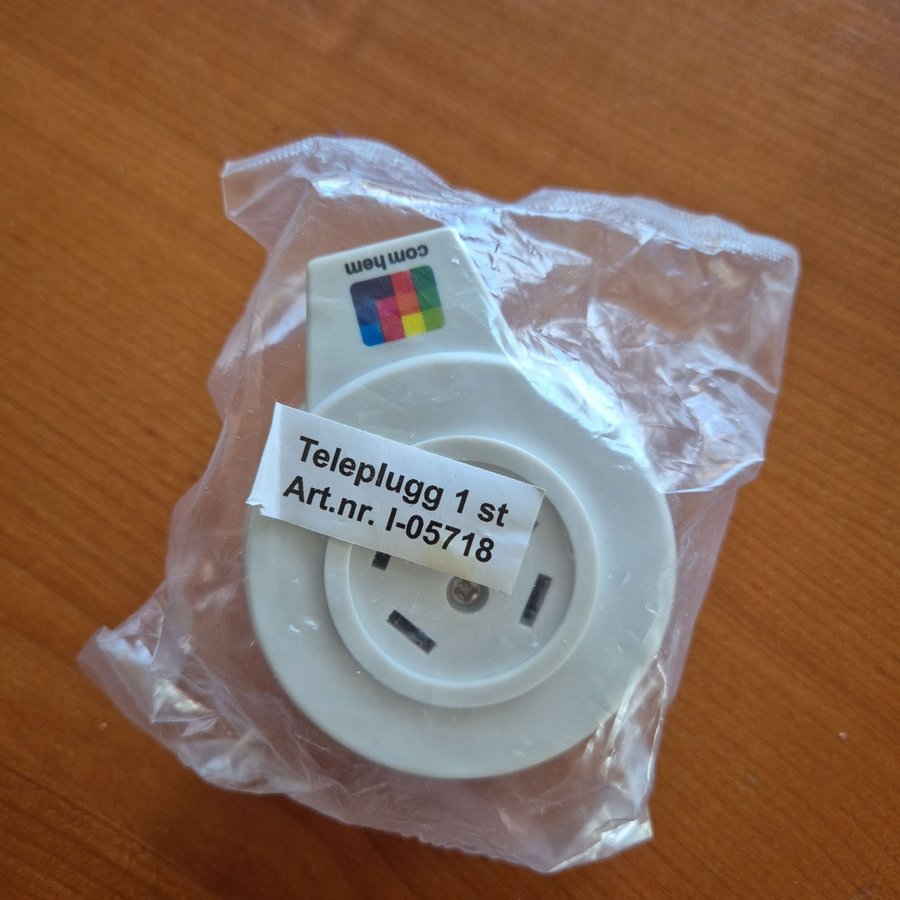 com hem
Teleplugg 1 st
Art.nr. I-05718